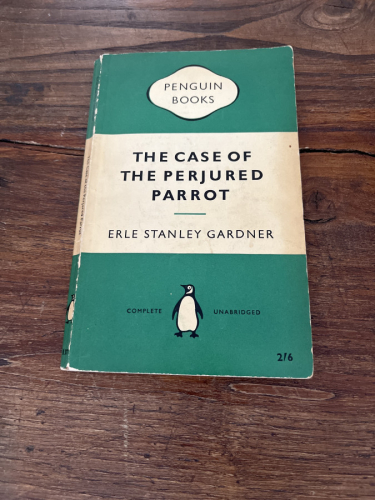 PENGUIN
BOOKS
THE CASE OF
THE PERJURED
PARROT
ERLE STANLEY GARDNER
COMPLETE UNABRIDGED
2/6